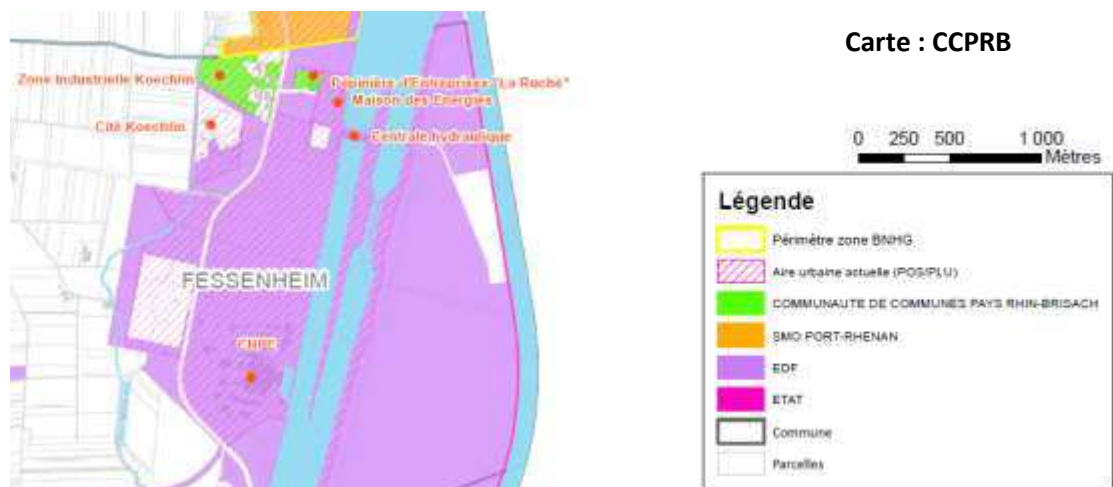 Carte : CCPRB
Zone Industrielle Koechlin
Pépinière d'Entreprises "La Ruche"
Maison des Energies
Cité Koechlin
Centrale hydraulique
FESSENHEIM
CNPE
0 250 500 1 000
Mètres
Légende
Périmètre zone BNHG
Aire urbaine actuelle (POS/PLU)
COMMUNAUTE DE COMMUNES PAYS RHIN-BRISACH
SMO PORT-RHENAN
EDF
ETAT
Commune
Parcelles